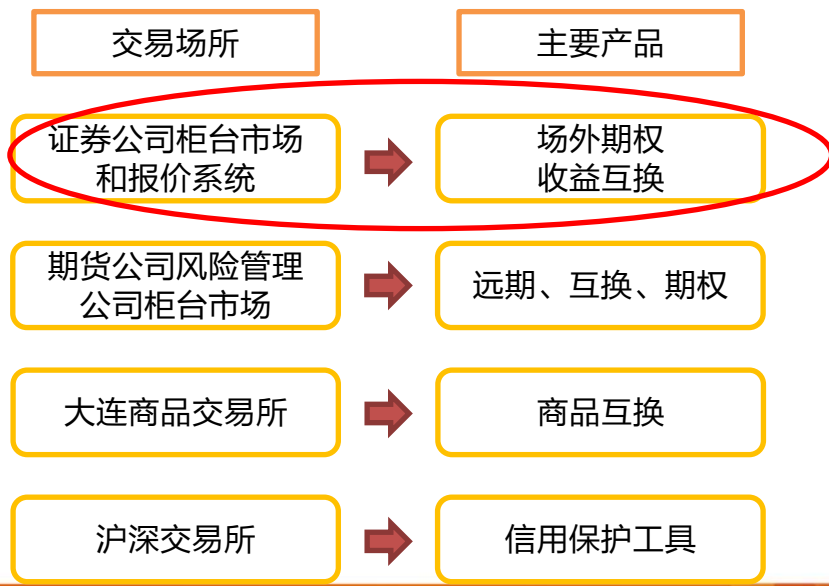 交易场所
主要产品
证券公司柜台市场
和报价系统
场外期权
收益互换
期货公司风险管理
公司柜台市场
远期、互换、期权
大连商品交易所
商品互换
沪深交易所
信用保护工具